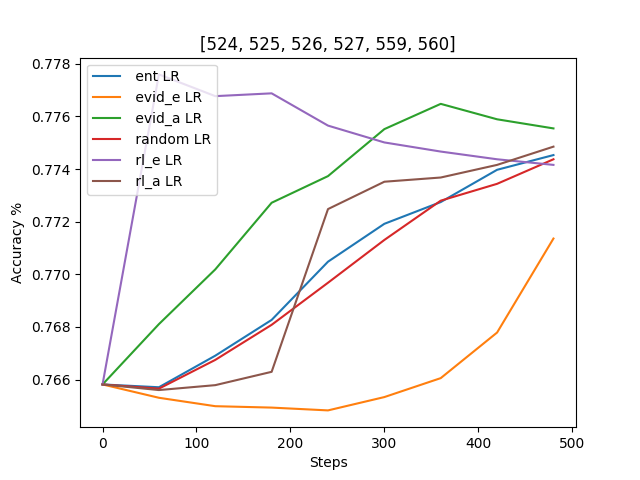 [524, 525, 526, 527, 559, 560]
0.778
0.776
0.774
0.772
0.770
0.768
0.766
Accuracy %
ent LR
evid_e LR
evid_a LR
random LR
rl_e LR
rl_a LR
0
100
200
300
400
500
Steps